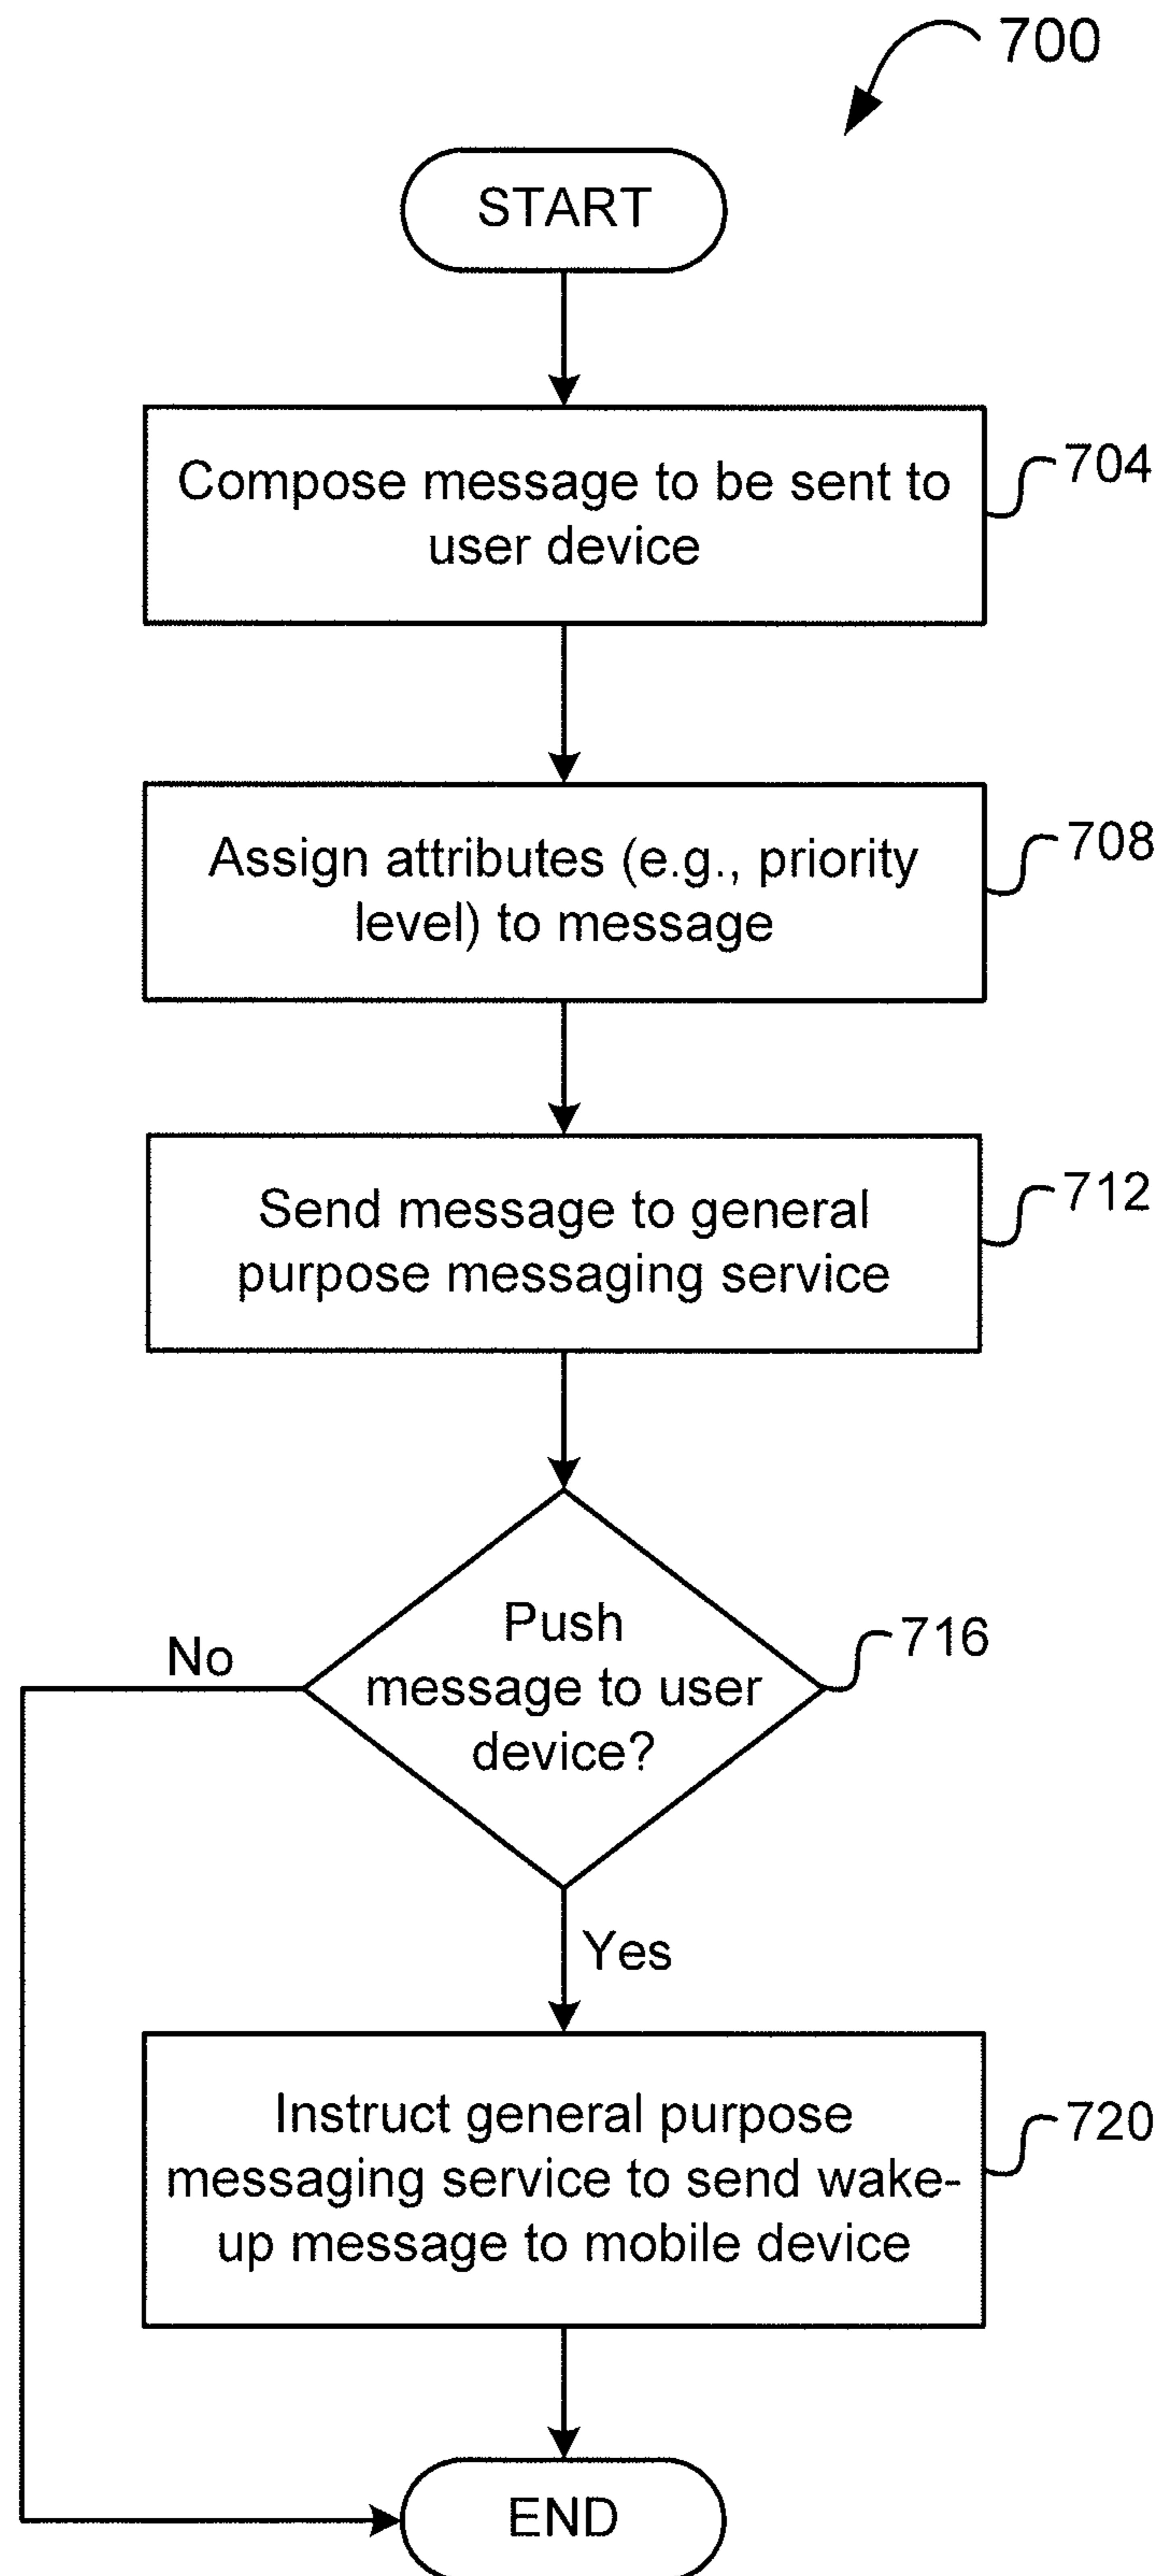 700
START
Compose message to be sent to
user device
704
Assign attributes (e.g., priority
level) to message
708
Send message to general
purpose messaging service
712
Push
message to user
device?
716
No
Yes
Instruct general purpose
messaging service to send wake-
up message to mobile device
720
END